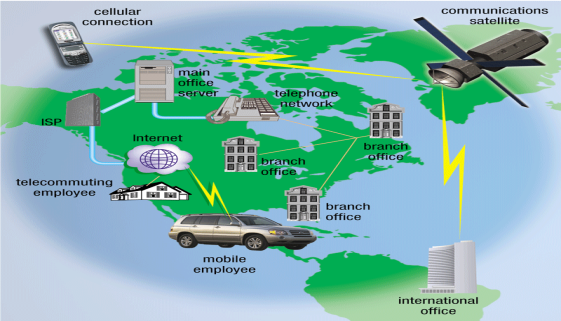 cellular
connection
communications
satellite
main
office
server
telephone
network
ISP
Internet
branch
office
branch
office
telecommuting
employee
branch
office
mobile
employee
international
office